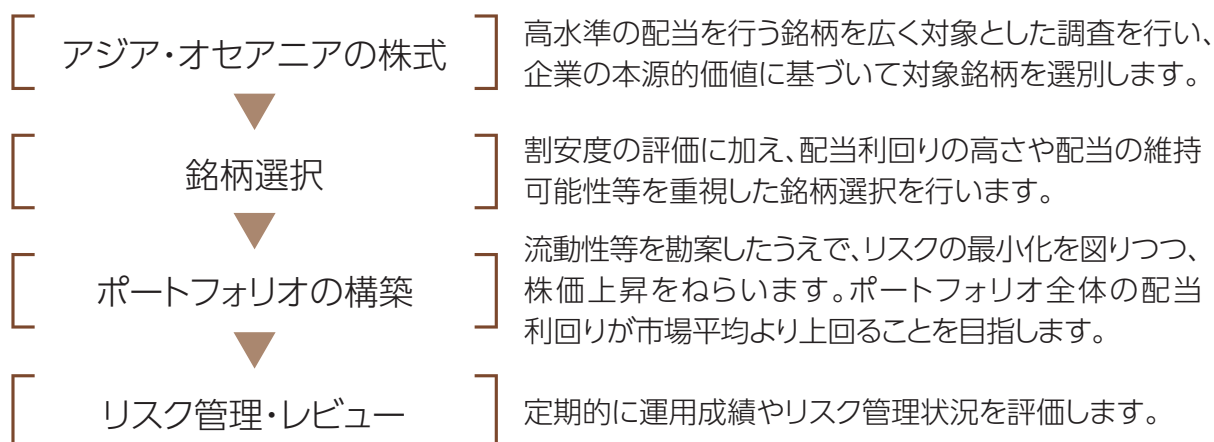 アジア・オセアニアの株式
高水準の配当を行う銘柄を広く対象とした調査を行い、
企業の本源的価値に基づいて対象銘柄を選別します。
銘柄選択
割安度の評価に加え、配当利回りの高さや配当の維持
可能性等を重視した銘柄選択を行います。
ポートフォリオの構築
流動性等を勘案したうえで、リスクの最小化を図りつつ、
株価上昇をねらいます。ポートフォリオ全体の配当
利回りが市場平均より上回ることを目指します。
リスク管理・レビュー
定期的に運用成績やリスク管理状況を評価します。